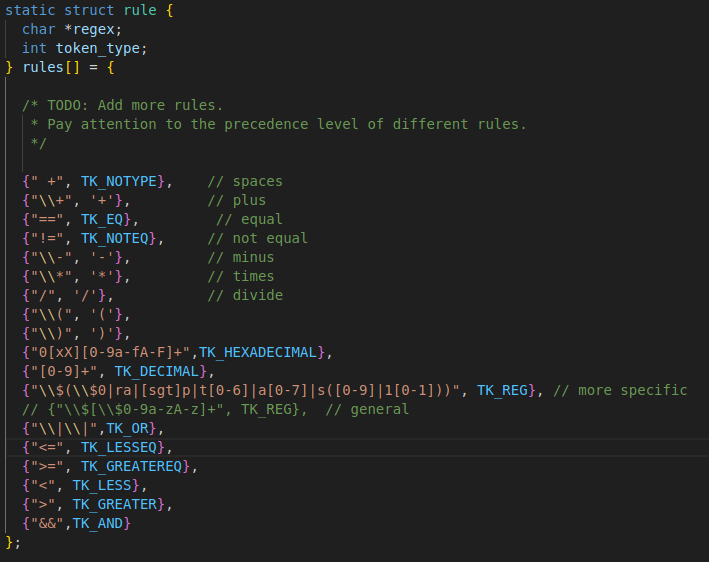 static struct rule {
  char *regex;
  int token_type;
} rules[] = {

  /* TODO: Add more rules.
   * Pay attention to the precedence level of different rules.
   */

  {" +", TK_NOTYPE},    // spaces
  {"\\+", '+'},         // plus
  {"==", TK_EQ},         // equal
  {"!=", TK_NOTEQ},     // not equal
  {"\\-", '-'},         // minus
  {"\\*", '*'},         // times
  {"/", '/'},           // divide
  {"\\(", '('},
  {"\\)", ')'},
  {"0[xX][0-9a-fA-F]+",TK_HEXADECIMAL},
  {"[0-9]+", TK_DECIMAL},
  {"\\$(\\$0|ra|[sgt]p|t[0-6]|a[0-7]|s([0-9]|1[0-1]))", TK_REG}, // more specific
  // {"\\$[\\$0-9a-zA-z]+", TK_REG},  // general
  {"\\|\\|",TK_OR},
  {"<=", TK_LESSEQ},
  {">=", TK_GREATEREQ},
  {"<", TK_LESS},
  {">", TK_GREATER},
  {"&&",TK_AND}
};